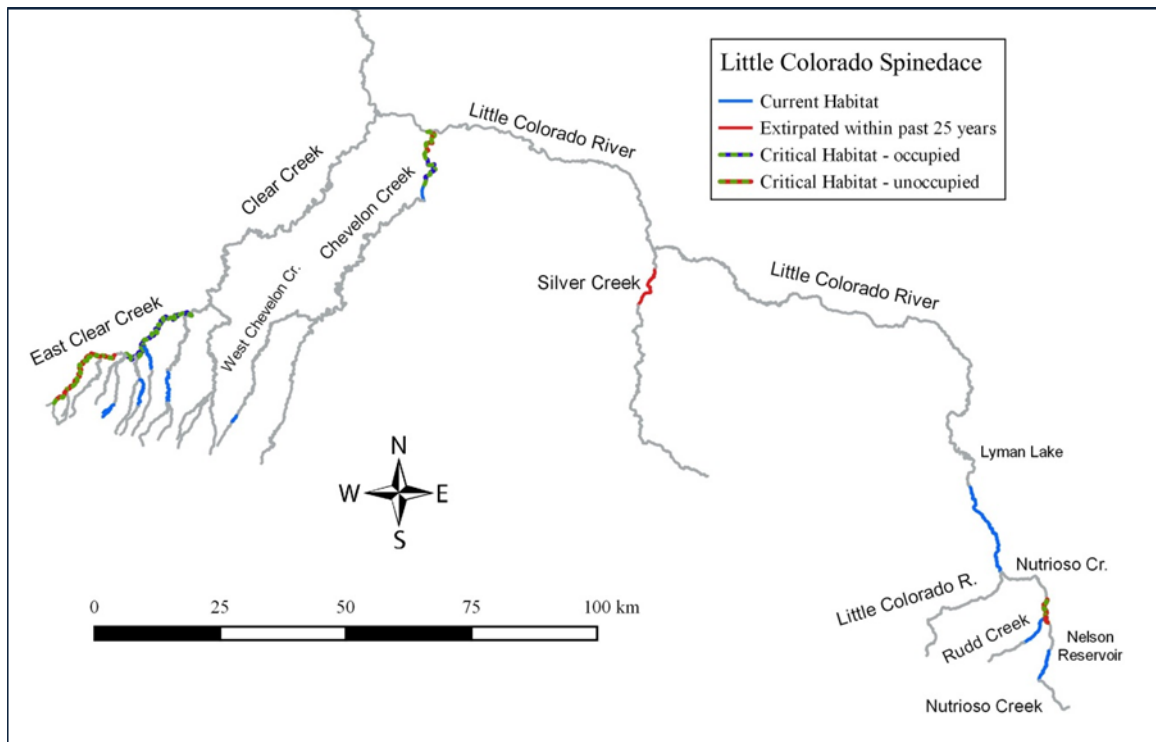 Little Colorado Spinedace
Current Habitat
Extirpated within past 25 years
Critical Habitat - occupied
Critical Habitat - unoccupied
Little Colorado River
Clear Creek
Chevelon Creek
Silver Creek
Little Colorado River
West Chevelon Cr.
East Clear Creek
Lyman Lake
N
W E
S
Nutrioso Cr.
Little Colorado R.
0 25 50 75 100 km
Rudd Creek
Nelson
Reservoir
Nutrioso Creek